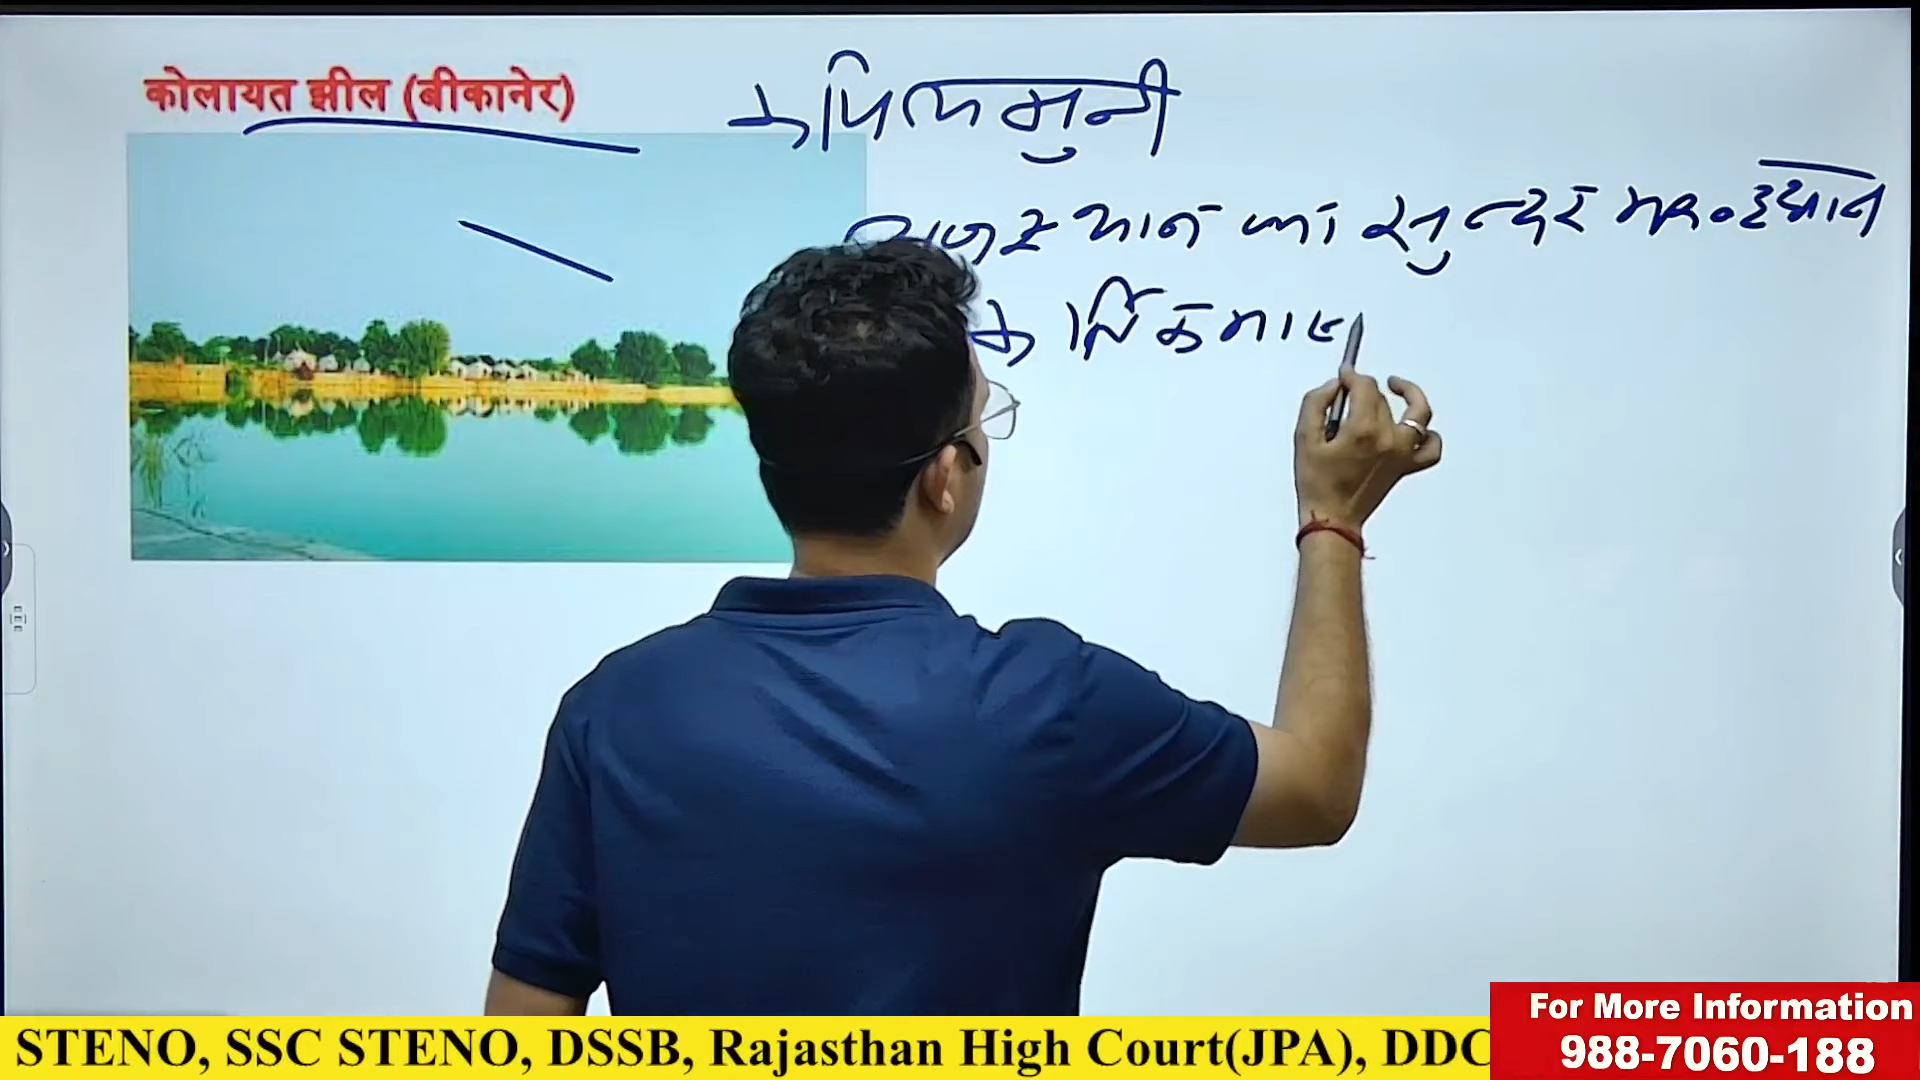 कोलायत झील (बीकानेर)
कपिलमुनी
राजस्थान का सुन्दर मरूउद्यान
कार्तिक मा
STENO, SSC STENO, DSSB, Rajasthan High Court(JPA), DDC
For More Information
988-7060-188